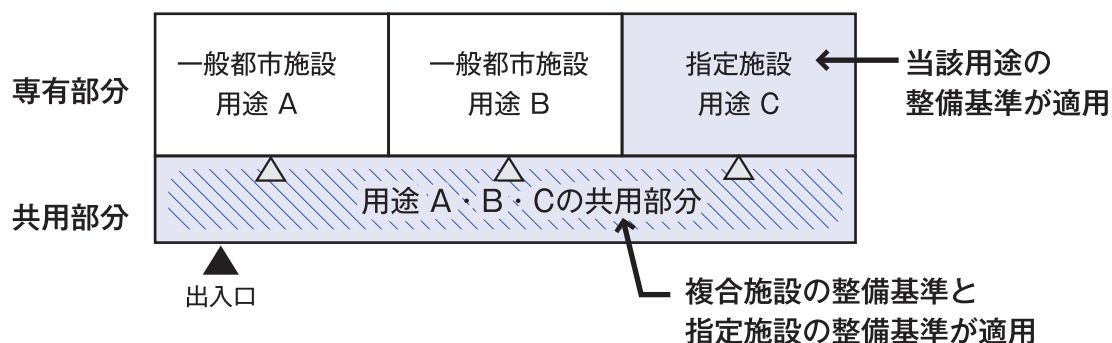 専有部分
一般都市施設
用途 A
一般都市施設
用途 B
指定施設
用途 C
当該用途の
整備基準が適用
共用部分
用途 A・B・Cの共用部分
出入口
複合施設の整備基準と
指定施設の整備基準が適用